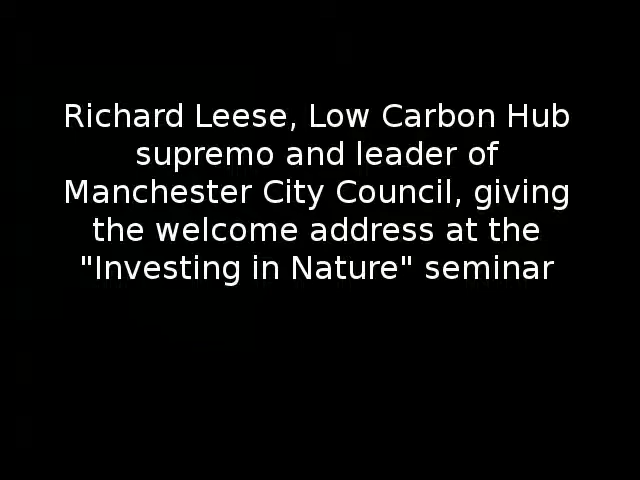 Richard Leese, Low Carbon Hub
supremo and leader of
Manchester City Council, giving
the welcome address at the
"Investing in Nature" seminar